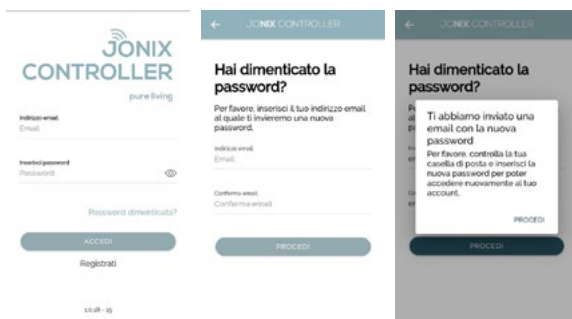 JONIX
CONTROLLER
pure living
Indirizzo email
Email
Inserisci password
Password
Password dimenticata?
ACCEDI
Registrati
1.0.28 - 15
JONIX CONTROLLER
Hai dimenticato la
password?
Per favore, inserisci il tuo indirizzo email
al quale ti invieremo una nuova
password.
Indirizzo email
Email
Conferma email
Conferma email
PROCEDI
JONIX CONTROLLER
Hai dimenticato la
password?
Ti abbiamo inviato una
email con la nuova
password
Per favore, controlla la tua
casella di posta e inserisci la
nuova password per poter
accedere nuovamente al tuo
account.
PROCEDI
PROCEDI